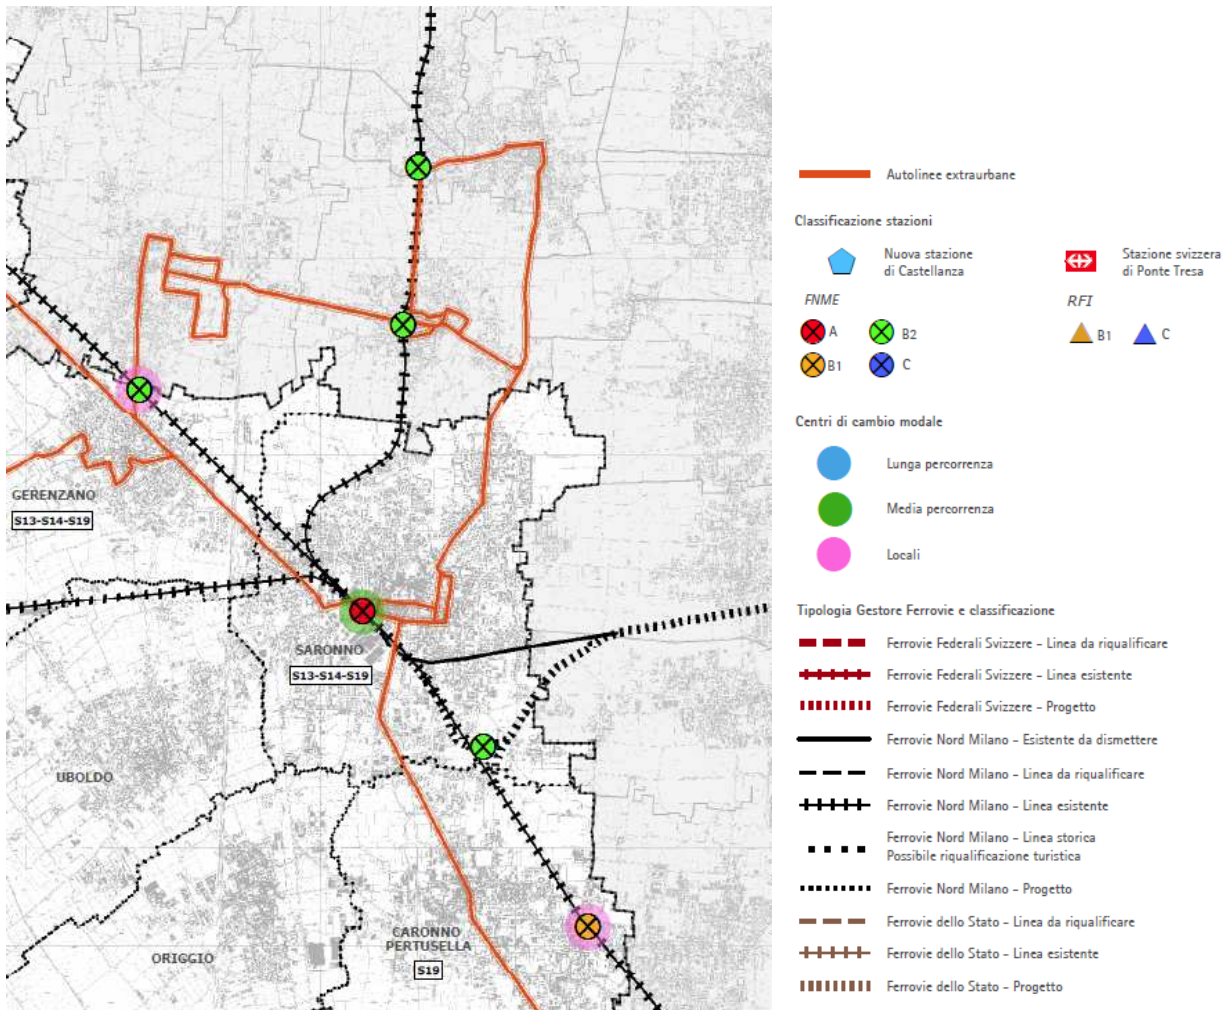 GERENZANO
S13-S14-S19
SARONNO
S13-S14-S19
UBOLDO
CARONNO
PERTUSELLA
S19
ORIGGIO
Autolinee extraurbane
Classificazione stazioni
Nuova stazione
di Castellanza
Stazione svizzera
di Ponte Tresa
FNME
RFI
A
B2
B1
C
B1
C
Centri di cambio modale
Lunga percorrenza
Media percorrenza
Locali
Tipologia Gestore Ferrovie e classificazione
Ferrovie Federali Svizzere - Linea da riqualificare
Ferrovie Federali Svizzere - Linea esistente
Ferrovie Federali Svizzere - Progetto
Ferrovie Nord Milano - Esistente da dismettere
Ferrovie Nord Milano - Linea da riqualificare
Ferrovie Nord Milano - Linea esistente
Ferrovie Nord Milano - Linea storica
Possibile riqualificazione turistica
Ferrovie Nord Milano - Progetto
Ferrovie dello Stato - Linea da riqualificare
Ferrovie dello Stato - Linea esistente
Ferrovie dello Stato - Progetto